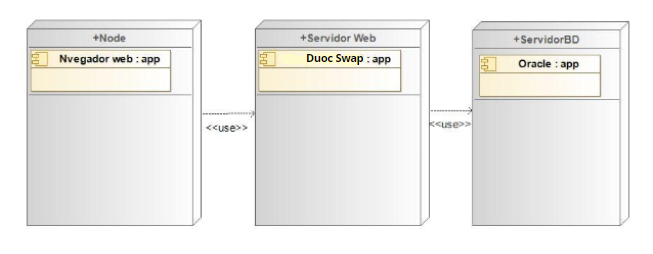 +Node
Nvegador web : app
<<use>>
+Servidor Web
Duoc Swap : app
<<use>>
+ServidorBD
Oracle : app